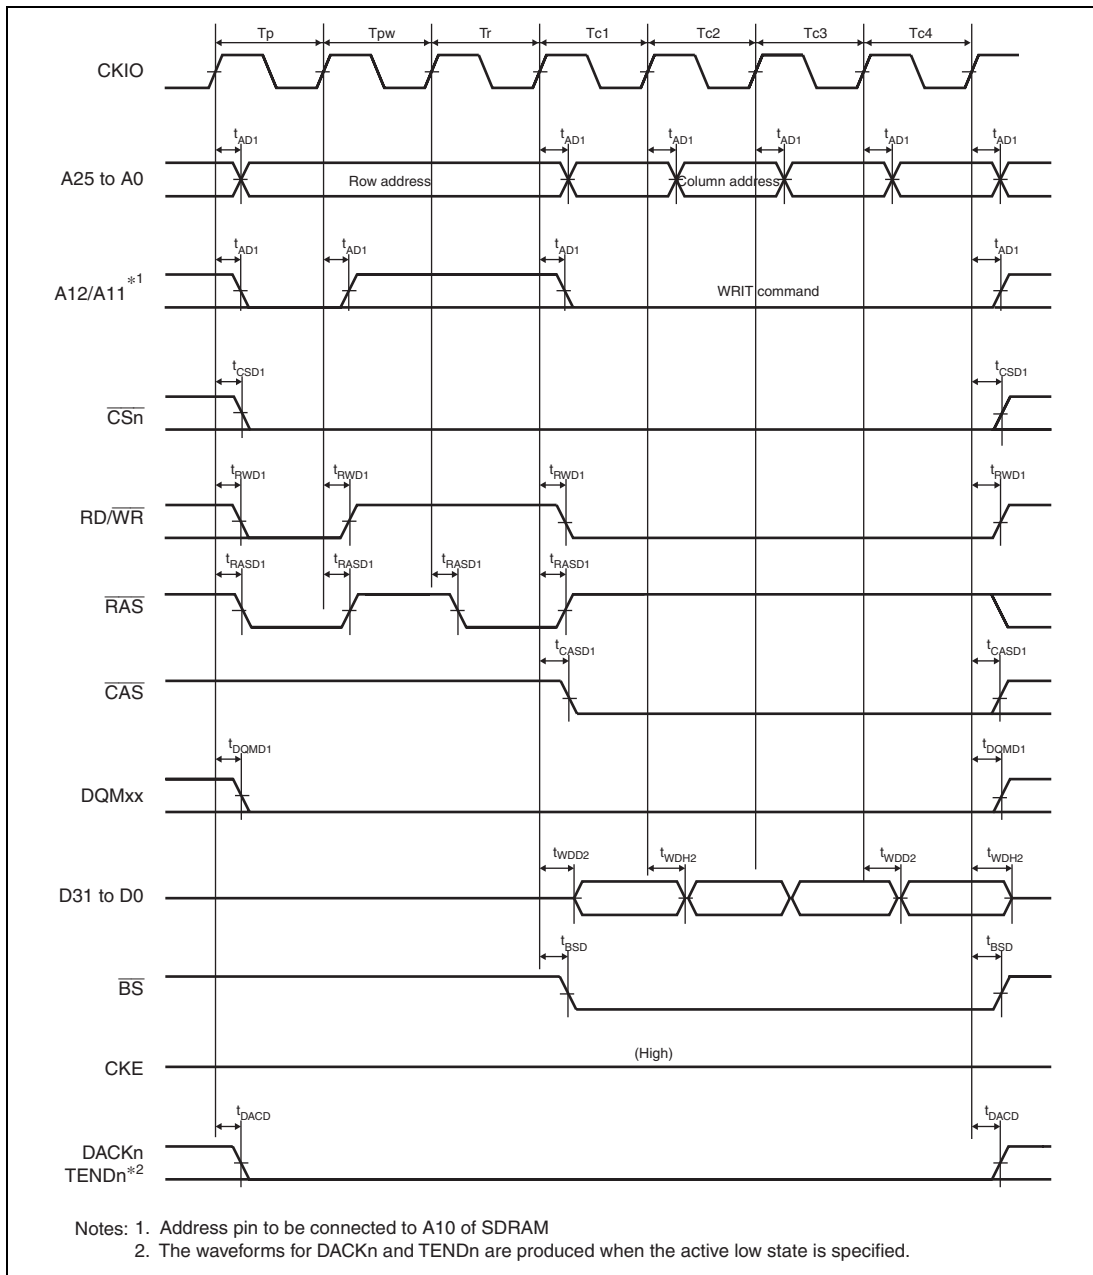 Tp Tpw Tr Tc1 Tc2 Tc3 Tc4
CKIO
tAD1 tAD1 tAD1 tAD1 tAD1 tAD1
A25 to A0
Row address
Column address
tAD1 tAD1 tAD1 tAD1
A12/A11*1
WRIT command
tCSD1 tCSD1
CSn
tRWD1 tRWD1 tRWD1 tRWD1
RD/WR
tRASD1 tRASD1 tRASD1 tRASD1
RAS
tCASD1 tCASD1
CAS
tDQMD1 tDQMD1
DQMxx
tWDD2 tWDH2 tWDD2 tWDH2
D31 to D0
tBSD tBSD
BS
(High)
CKE
tDACD tDACD
DACKn
TENDn*2
Notes: 1. Address pin to be connected to A10 of SDRAM
2. The waveforms for DACKn and TENDn are produced when the active low state is specified.